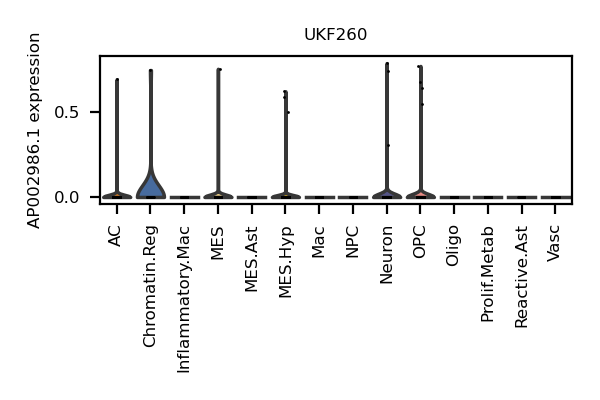 UKF260
AP002986.1 expression
0.5
0.0
AC
Chromatin.Reg
Inflammatory.Mac
MES
MES.Ast
MES.Hyp
Mac
NPC
Neuron
OPC
Oligo
Prolif.Metab
Reactive.Ast
Vasc